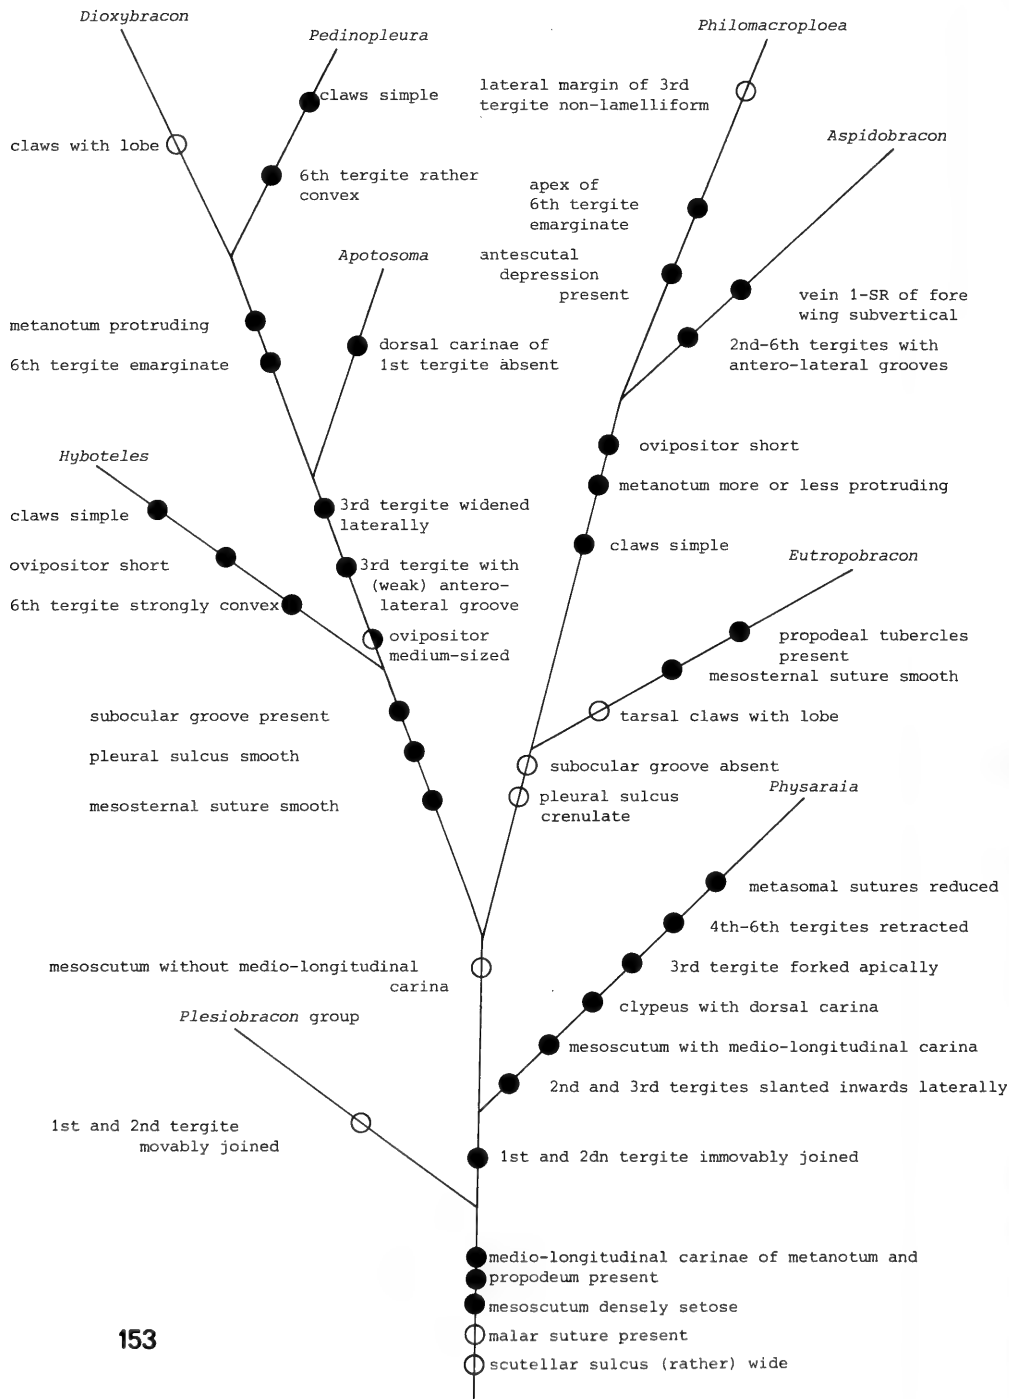 Dioxybracon
Pedinopleura
Philomacroploea
claws simple
lateral margin of 3rd
tergite non-lamelliform
claws with lobe
Aspidobracon
6th tergite rather
convex
apex of
6th tergite
emarginate
Apotosoma
antescutal
depression
present
vein 1-SR of fore
wing subvertical
metanotum protruding
6th tergite emarginate
dorsal carinae of
1st tergite absent
2nd-6th tergites with
antero-lateral grooves
ovipositor short
Hyboteles
metanotum more or less protruding
claws simple
3rd tergite widened
laterally
claws simple
Eutropobracon
ovipositor short
3rd tergite with
(weak) antero-
lateral groove
6th tergite strongly convex
ovipositor
medium-sized
propodeal tubercles
present
mesosternal suture smooth
subocular groove present
tarsal claws with lobe
pleural sulcus smooth
subocular groove absent
Physaraia
mesosternal suture smooth
pleural sulcus
crenulate
metasomal sutures reduced
4th-6th tergites retracted
mesoscutum without medio-longitudinal
carina
3rd tergite forked apically
Plesiobracon group
clypeus with dorsal carina
mesoscutum with medio-longitudinal carina
2nd and 3rd tergites slanted inwards laterally
1st and 2nd tergite
movably joined
1st and 2dn tergite immovably joined
medio-longitudinal carinae of metanotum and
propodeum present
mesoscutum densely setose
malar suture present
scutellar sulcus (rather) wide
153